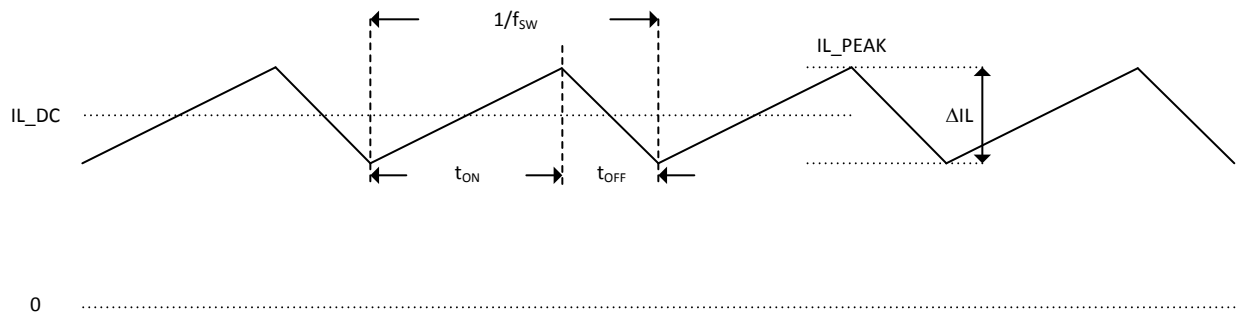 1/fSW
IL_PEAK
IL_DC
ΔIL
tON
tOFF
0